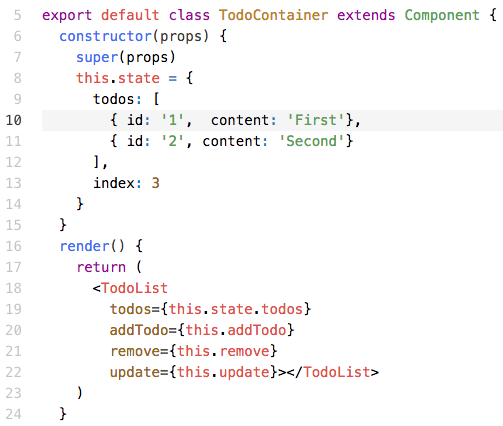 5 export default class TodoContainer extends Component {
6   constructor(props) {
7     super(props)
8     this.state = {
9       todos: [
10         { id: '1',  content: 'First'},
11         { id: '2', content: 'Second'}
12       ],
13       index: 3
14     }
15   }
16   render() {
17     return (
18       <TodoList
19         todos={this.state.todos}
20         addTodo={this.addTodo}
21         remove={this.remove}
22         update={this.update}></TodoList>
23     )
24   }